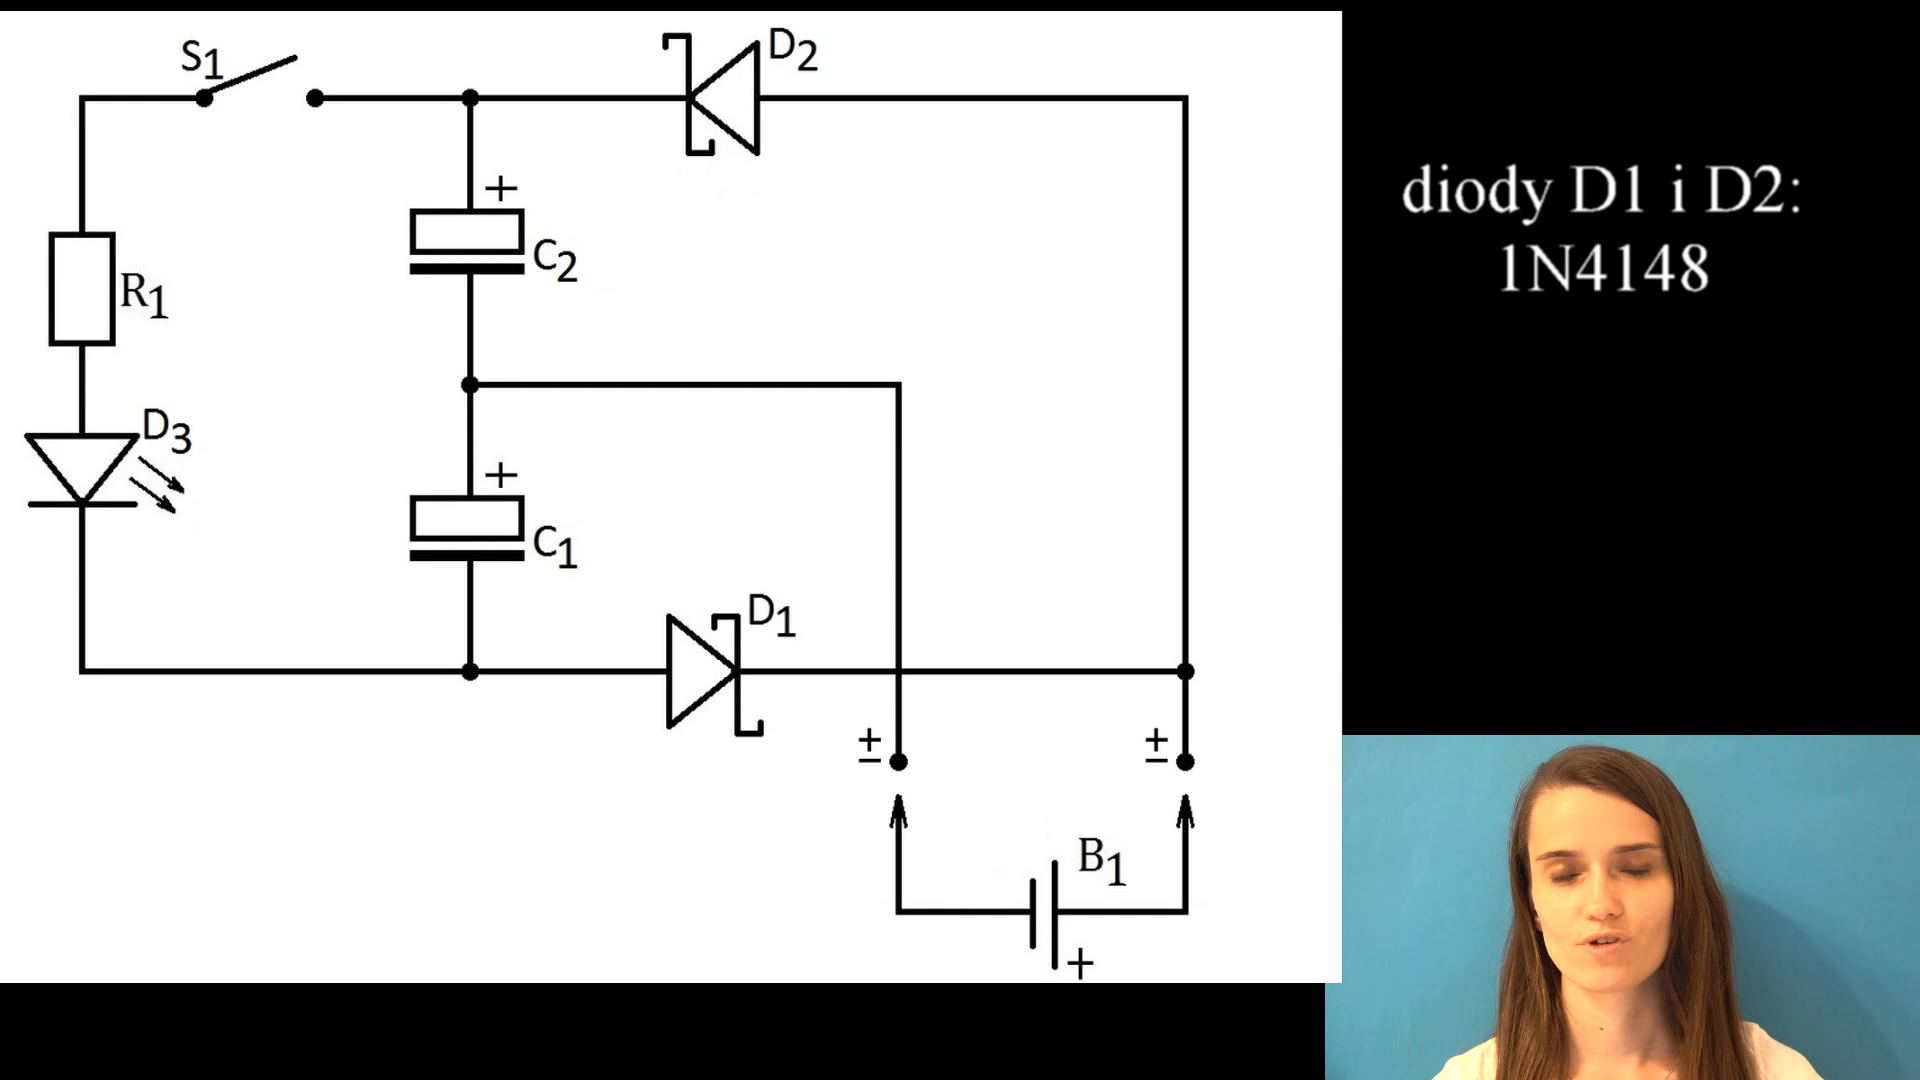 S1
D2
diody D1 i D2:
1N4148
+
C2
R1
D3
+
C1
D1
±
±
B1
+